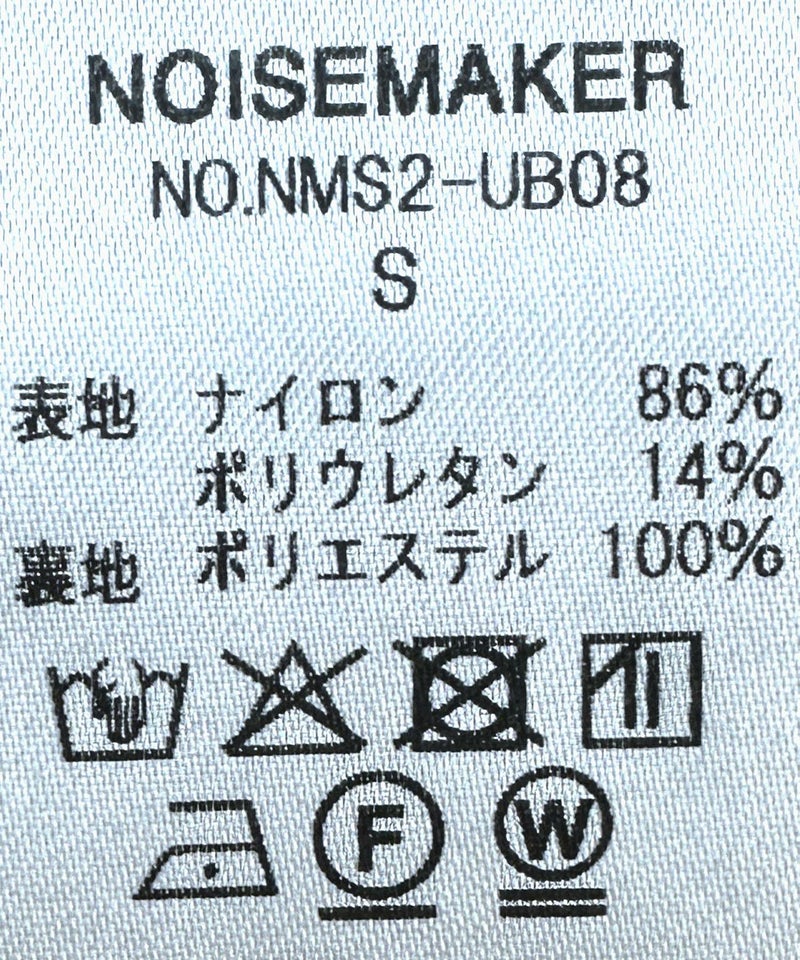 NOISEMAKER
NO.NMS2-UB08
S
表地 ナイロン 86%
ポリウレタン 14%
裏地 ポリエステル 100%
F W